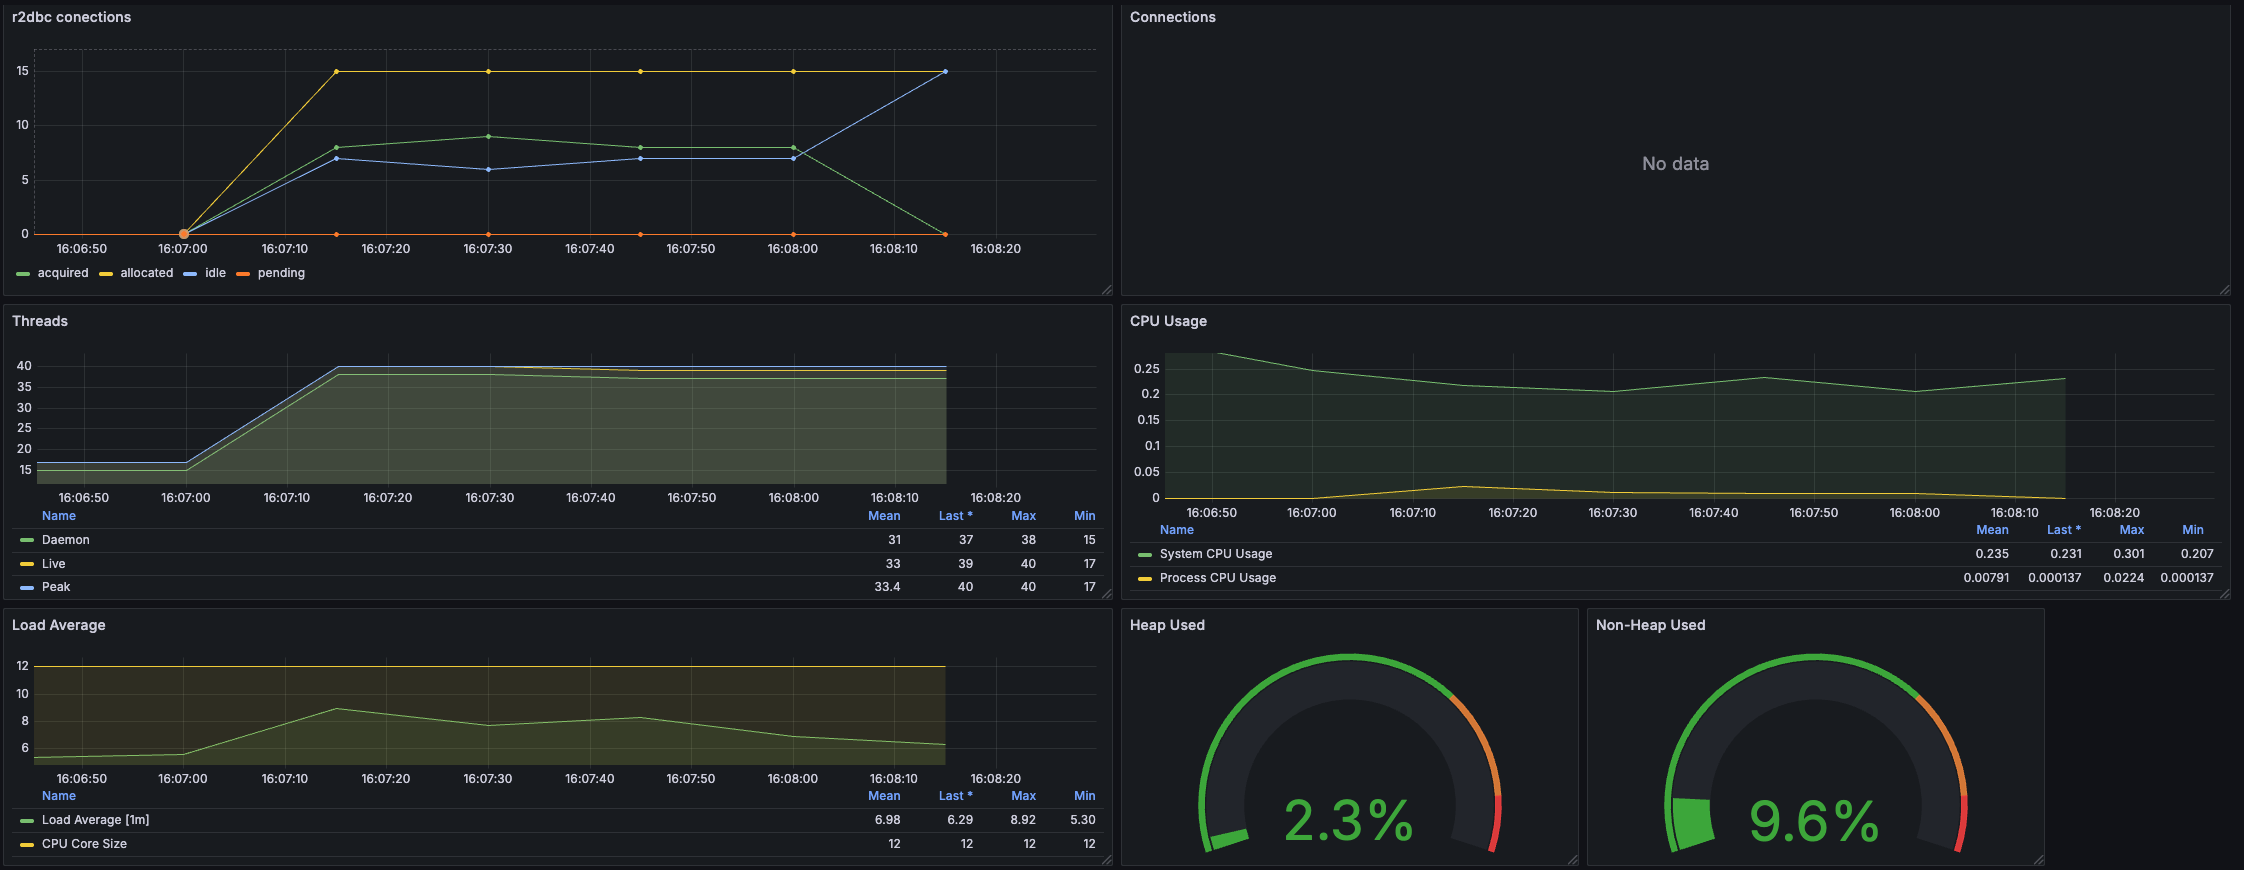 r2dbc conections
15
10
5
0
16:06:50 16:07:00 16:07:10 16:07:20 16:07:30 16:07:40 16:07:50 16:08:00 16:08:10 16:08:20
acquired allocated idle pending
Connections
No data
Threads
40
35
30
25
20
15
16:06:50 16:07:00 16:07:10 16:07:20 16:07:30 16:07:40 16:07:50 16:08:00 16:08:10 16:08:20
Name Mean Last * Max Min
Daemon 31 37 38 15
Live 33 39 40 17
Peak 33.4 40 40 17
CPU Usage
0.25
0.2
0.15
0.1
0.05
0
16:06:50 16:07:00 16:07:10 16:07:20 16:07:30 16:07:40 16:07:50 16:08:00 16:08:10 16:08:20
Name Mean Last * Max Min
System CPU Usage 0.235 0.231 0.301 0.207
Process CPU Usage 0.00791 0.000137 0.0224 0.000137
Load Average
12
10
8
6
16:06:50 16:07:00 16:07:10 16:07:20 16:07:30 16:07:40 16:07:50 16:08:00 16:08:10 16:08:20
Name Mean Last * Max Min
Load Average [1m] 6.98 6.29 8.92 5.30
CPU Core Size 12 12 12 12
Heap Used
2.3%
Non-Heap Used
9.6%